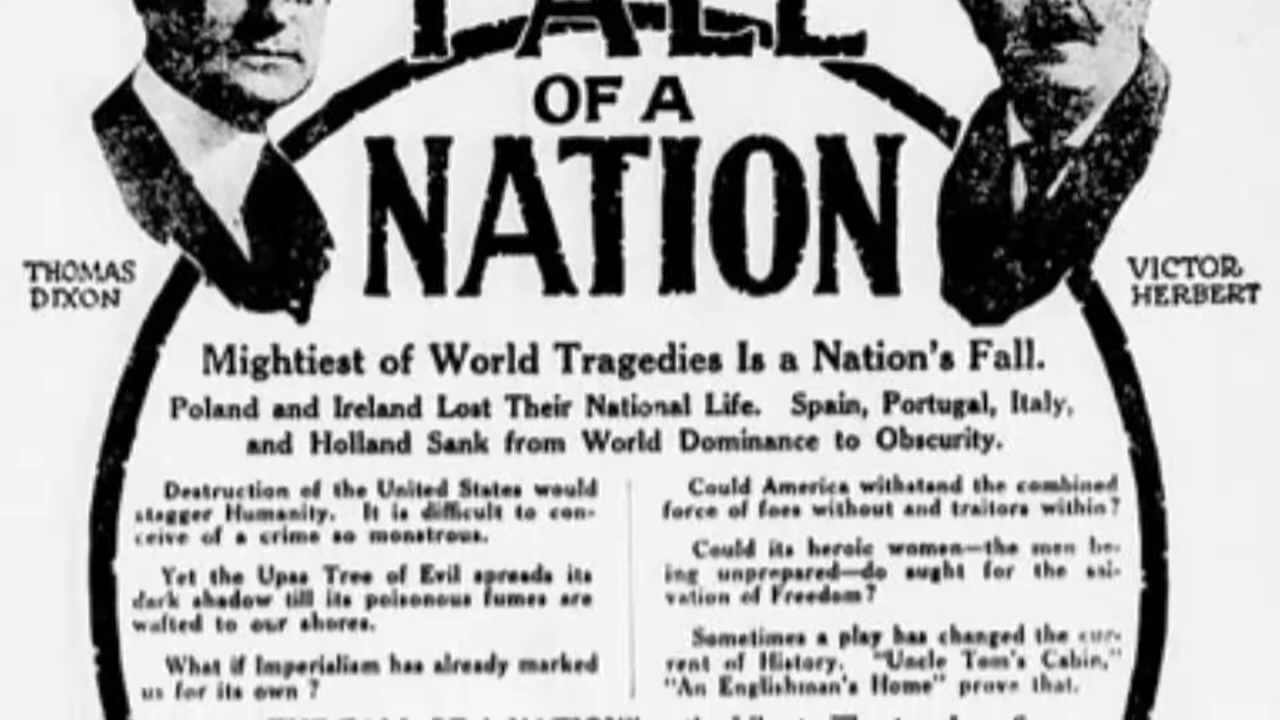 FALL
OF A
NATION
THOMAS
DIXON
VICTOR
HERBERT
Mightiest of World Tragedies Is a Nation's Fall.
Poland and Ireland Lost Their National Life. Spain, Portugal, Italy,
and Holland Sank from World Dominance to Obscurity.
Destruction of the United States would
stagger Humanity. It is difficult to con-
ceive of a crime so monstrous.
Yet the Upas Tree of Evil spreads its
dark shadow till its poisonous fumes are
wafted to our shores.
What if Imperialism has already marked
us for its own ?
Could America withstand the combined
force of foes without and traitors within?
Could its heroic women—the men be-
ing unprepared—do aught for the sal-
vation of Freedom?
Sometimes a play has changed the cur-
rent of History. "Uncle Tom's Cabin,"
"An Englishman's Home" prove that.